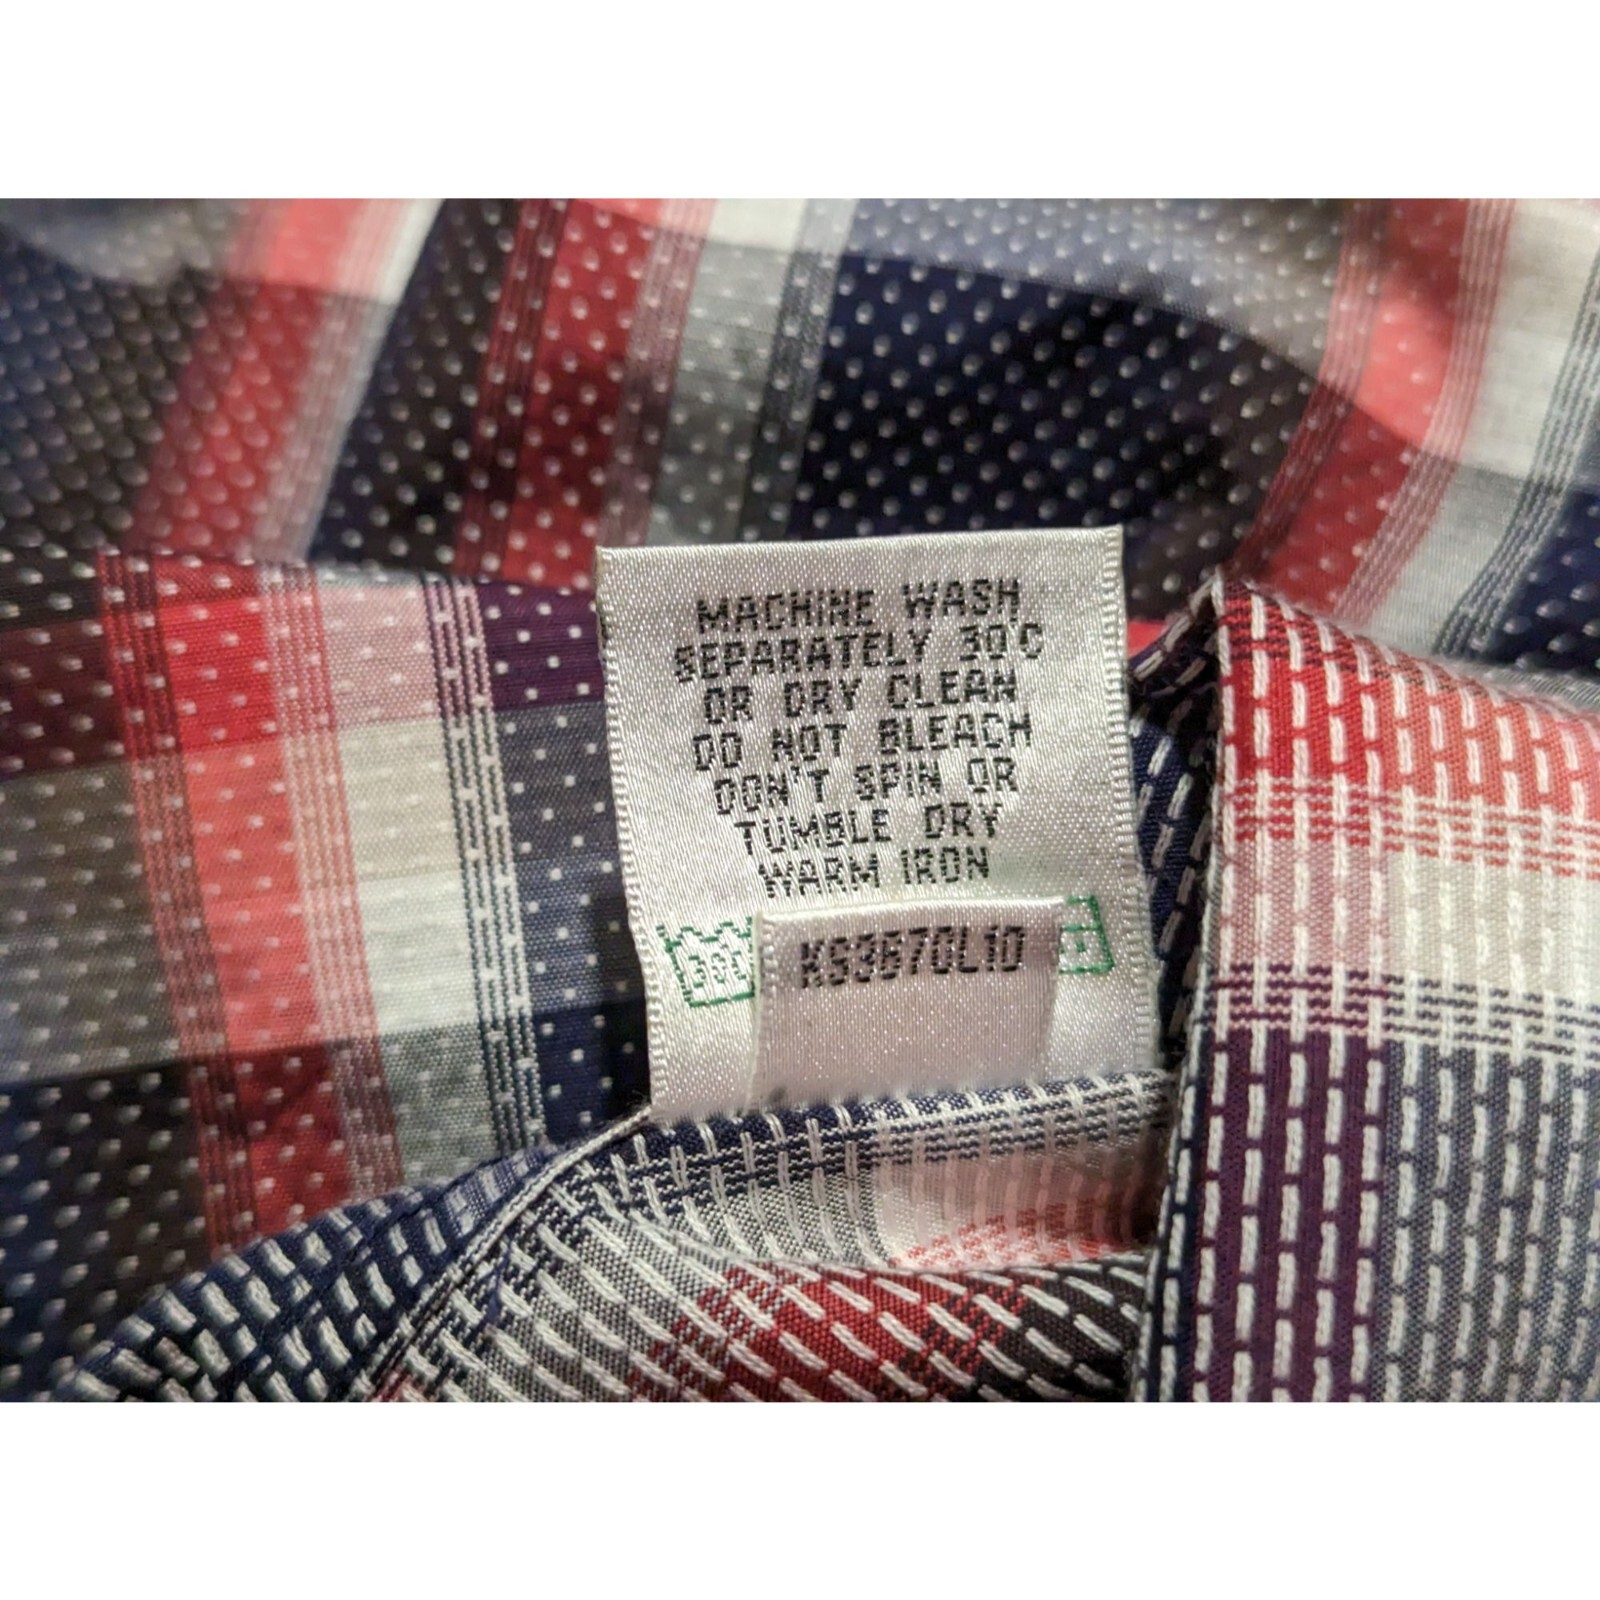 MACHINE WASH
SEPARATELY 30°C
OR DRY CLEAN
DO NOT BLEACH
DON'T SPIN OR
TUMBLE DRY
WARM IRON
KS3670L10